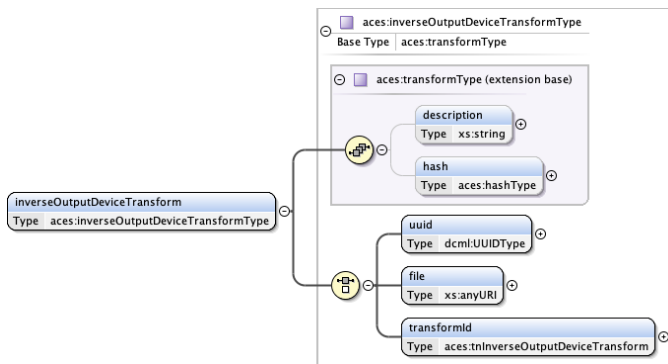 aces:inverseOutputDeviceTransformType
Base Type aces:transformType
aces:transformType (extension base)
description
Type xs:string
hash
Type aces:hashType
inverseOutputDeviceTransform
Type aces:inverseOutputDeviceTransformType
uuid
Type dcml:UUIDType
file
Type xs:anyURI
transformId
Type aces:tnInverseOutputDeviceTransform